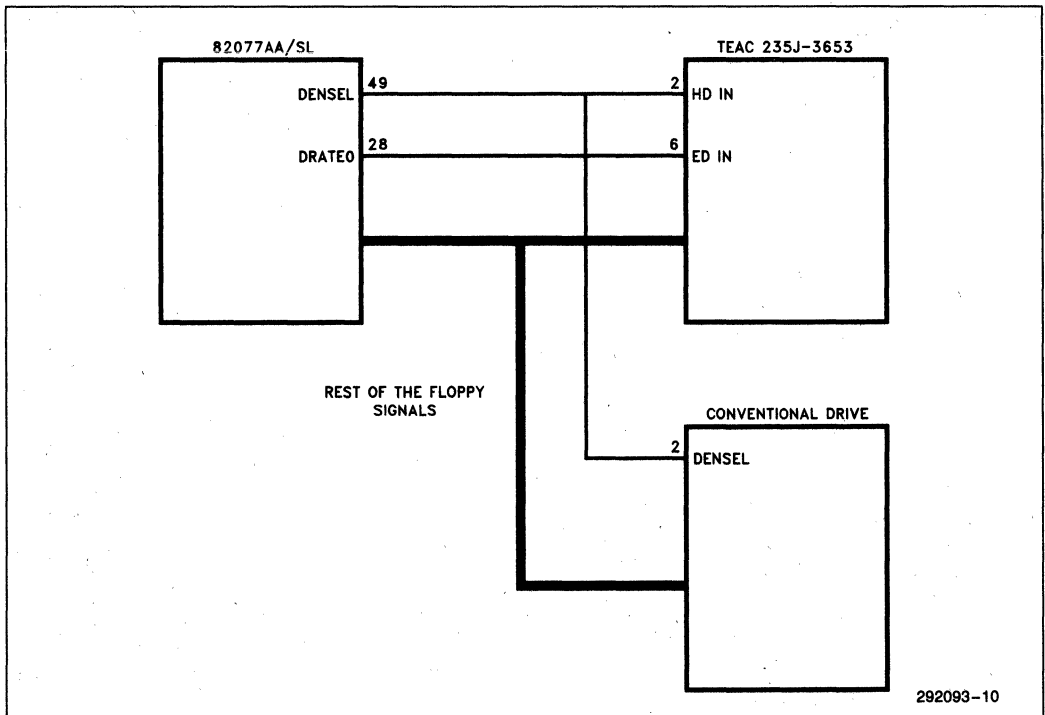 82077AA/SL
TEAC 235J-3653
DENSEL
49
2
HD IN
DRATE0
28
6
ED IN
REST OF THE FLOPPY
SIGNALS
CONVENTIONAL DRIVE
2
DENSEL
292093-10